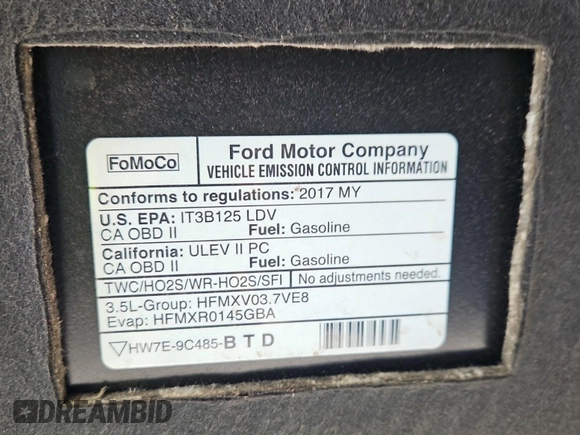 FoMoCo
Ford Motor Company
VEHICLE EMISSION CONTROL INFORMATION
Conforms to regulations: 2017 MY
U.S. EPA: IT3B125 LDV
CA OBD II Fuel: Gasoline
California: ULEV II PC
CA OBD II Fuel: Gasoline
TWC/HO2S/WR-HO2S/SFI No adjustments needed.
3.5L-Group: HFMXV03.7VE8
Evap: HFMXR0145GBA
HW7E-9C485-B T D
DREAMBID